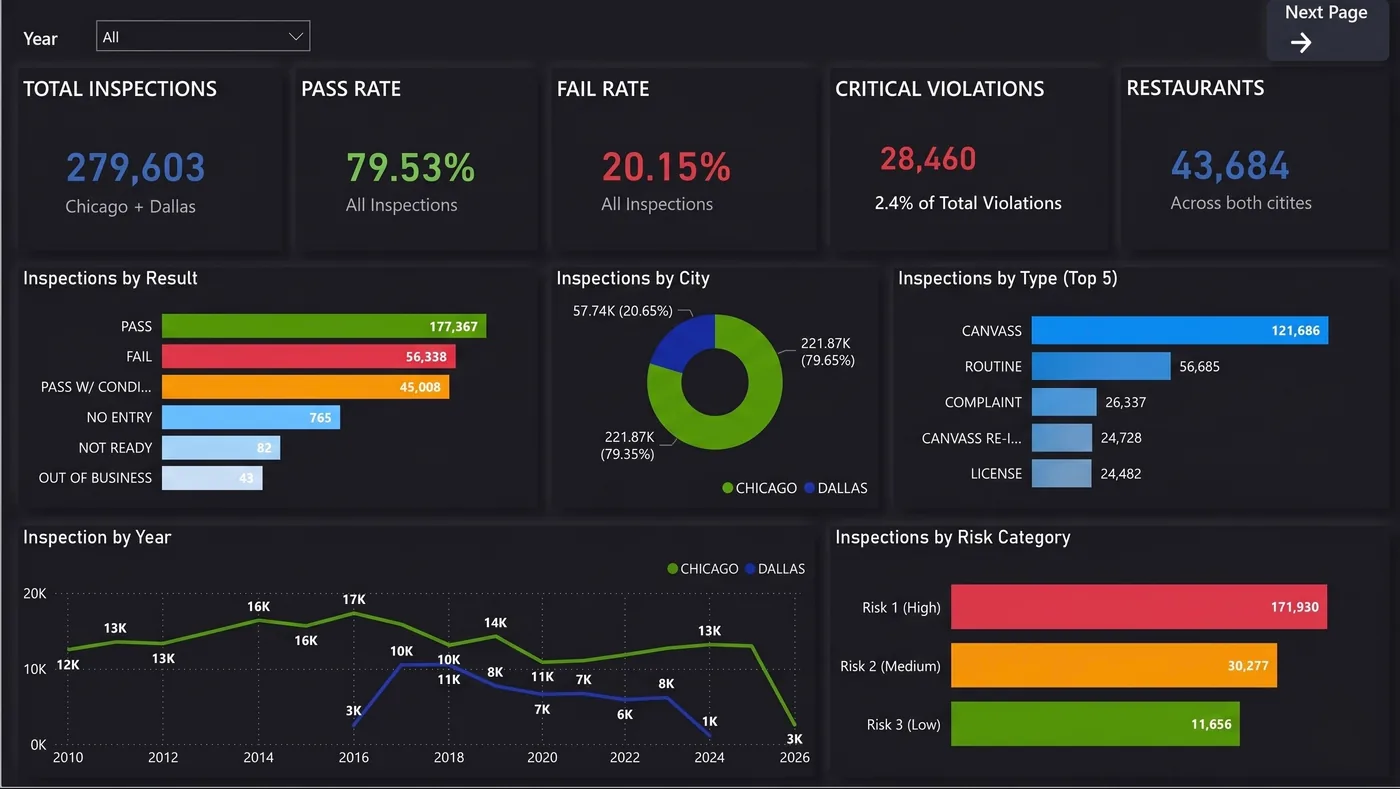 Year
All
Next Page
TOTAL INSPECTIONS
279,603
Chicago + Dallas
PASS RATE
79.53%
All Inspections
FAIL RATE
20.15%
All Inspections
CRITICAL VIOLATIONS
28,460
2.4% of Total Violations
RESTAURANTS
43,684
Across both citites
Inspections by Result
PASS
177,367
FAIL
56,338
PASS W/ CONDI...
45,008
NO ENTRY
765
NOT READY
82
OUT OF BUSINESS
43
Inspections by City
57.74K (20.65%)
221.87K
(79.65%)
221.87K
(79.35%)
CHICAGO
DALLAS
Inspections by Type (Top 5)
CANVASS
121,686
ROUTINE
56,685
COMPLAINT
26,337
CANVASS RE-I...
24,728
LICENSE
24,482
Inspection by Year
CHICAGO
DALLAS
20K
10K
0K
12K
13K
13K
16K
16K
17K
14K
11K
13K
3K
3K
10K
10K
11K
8K
7K
7K
6K
8K
1K
2010
2012
2014
2016
2018
2020
2022
2024
2026
Inspections by Risk Category
Risk 1 (High)
171,930
Risk 2 (Medium)
30,277
Risk 3 (Low)
11,656